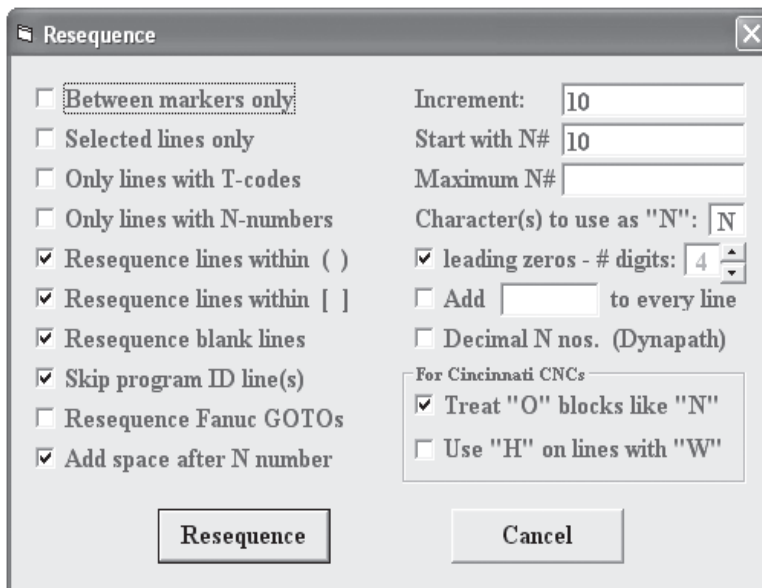 Resequence
Between markers only
Selected lines only
Only lines with T-codes
Only lines with N-numbers
Resequence lines within ( )
Resequence lines within [ ]
Resequence blank lines
Skip program ID line(s)
Resequence Fanuc GOTOs
Add space after N number
Increment: 10
Start with N# 10
Maximum N#
Character(s) to use as "N": N
leading zeros - # digits: 4
Add to every line
Decimal N nos. (Dynapath)
For Cincinnati CNCs
Treat "O" blocks like "N"
Use "H" on lines with "W"
Resequence
Cancel